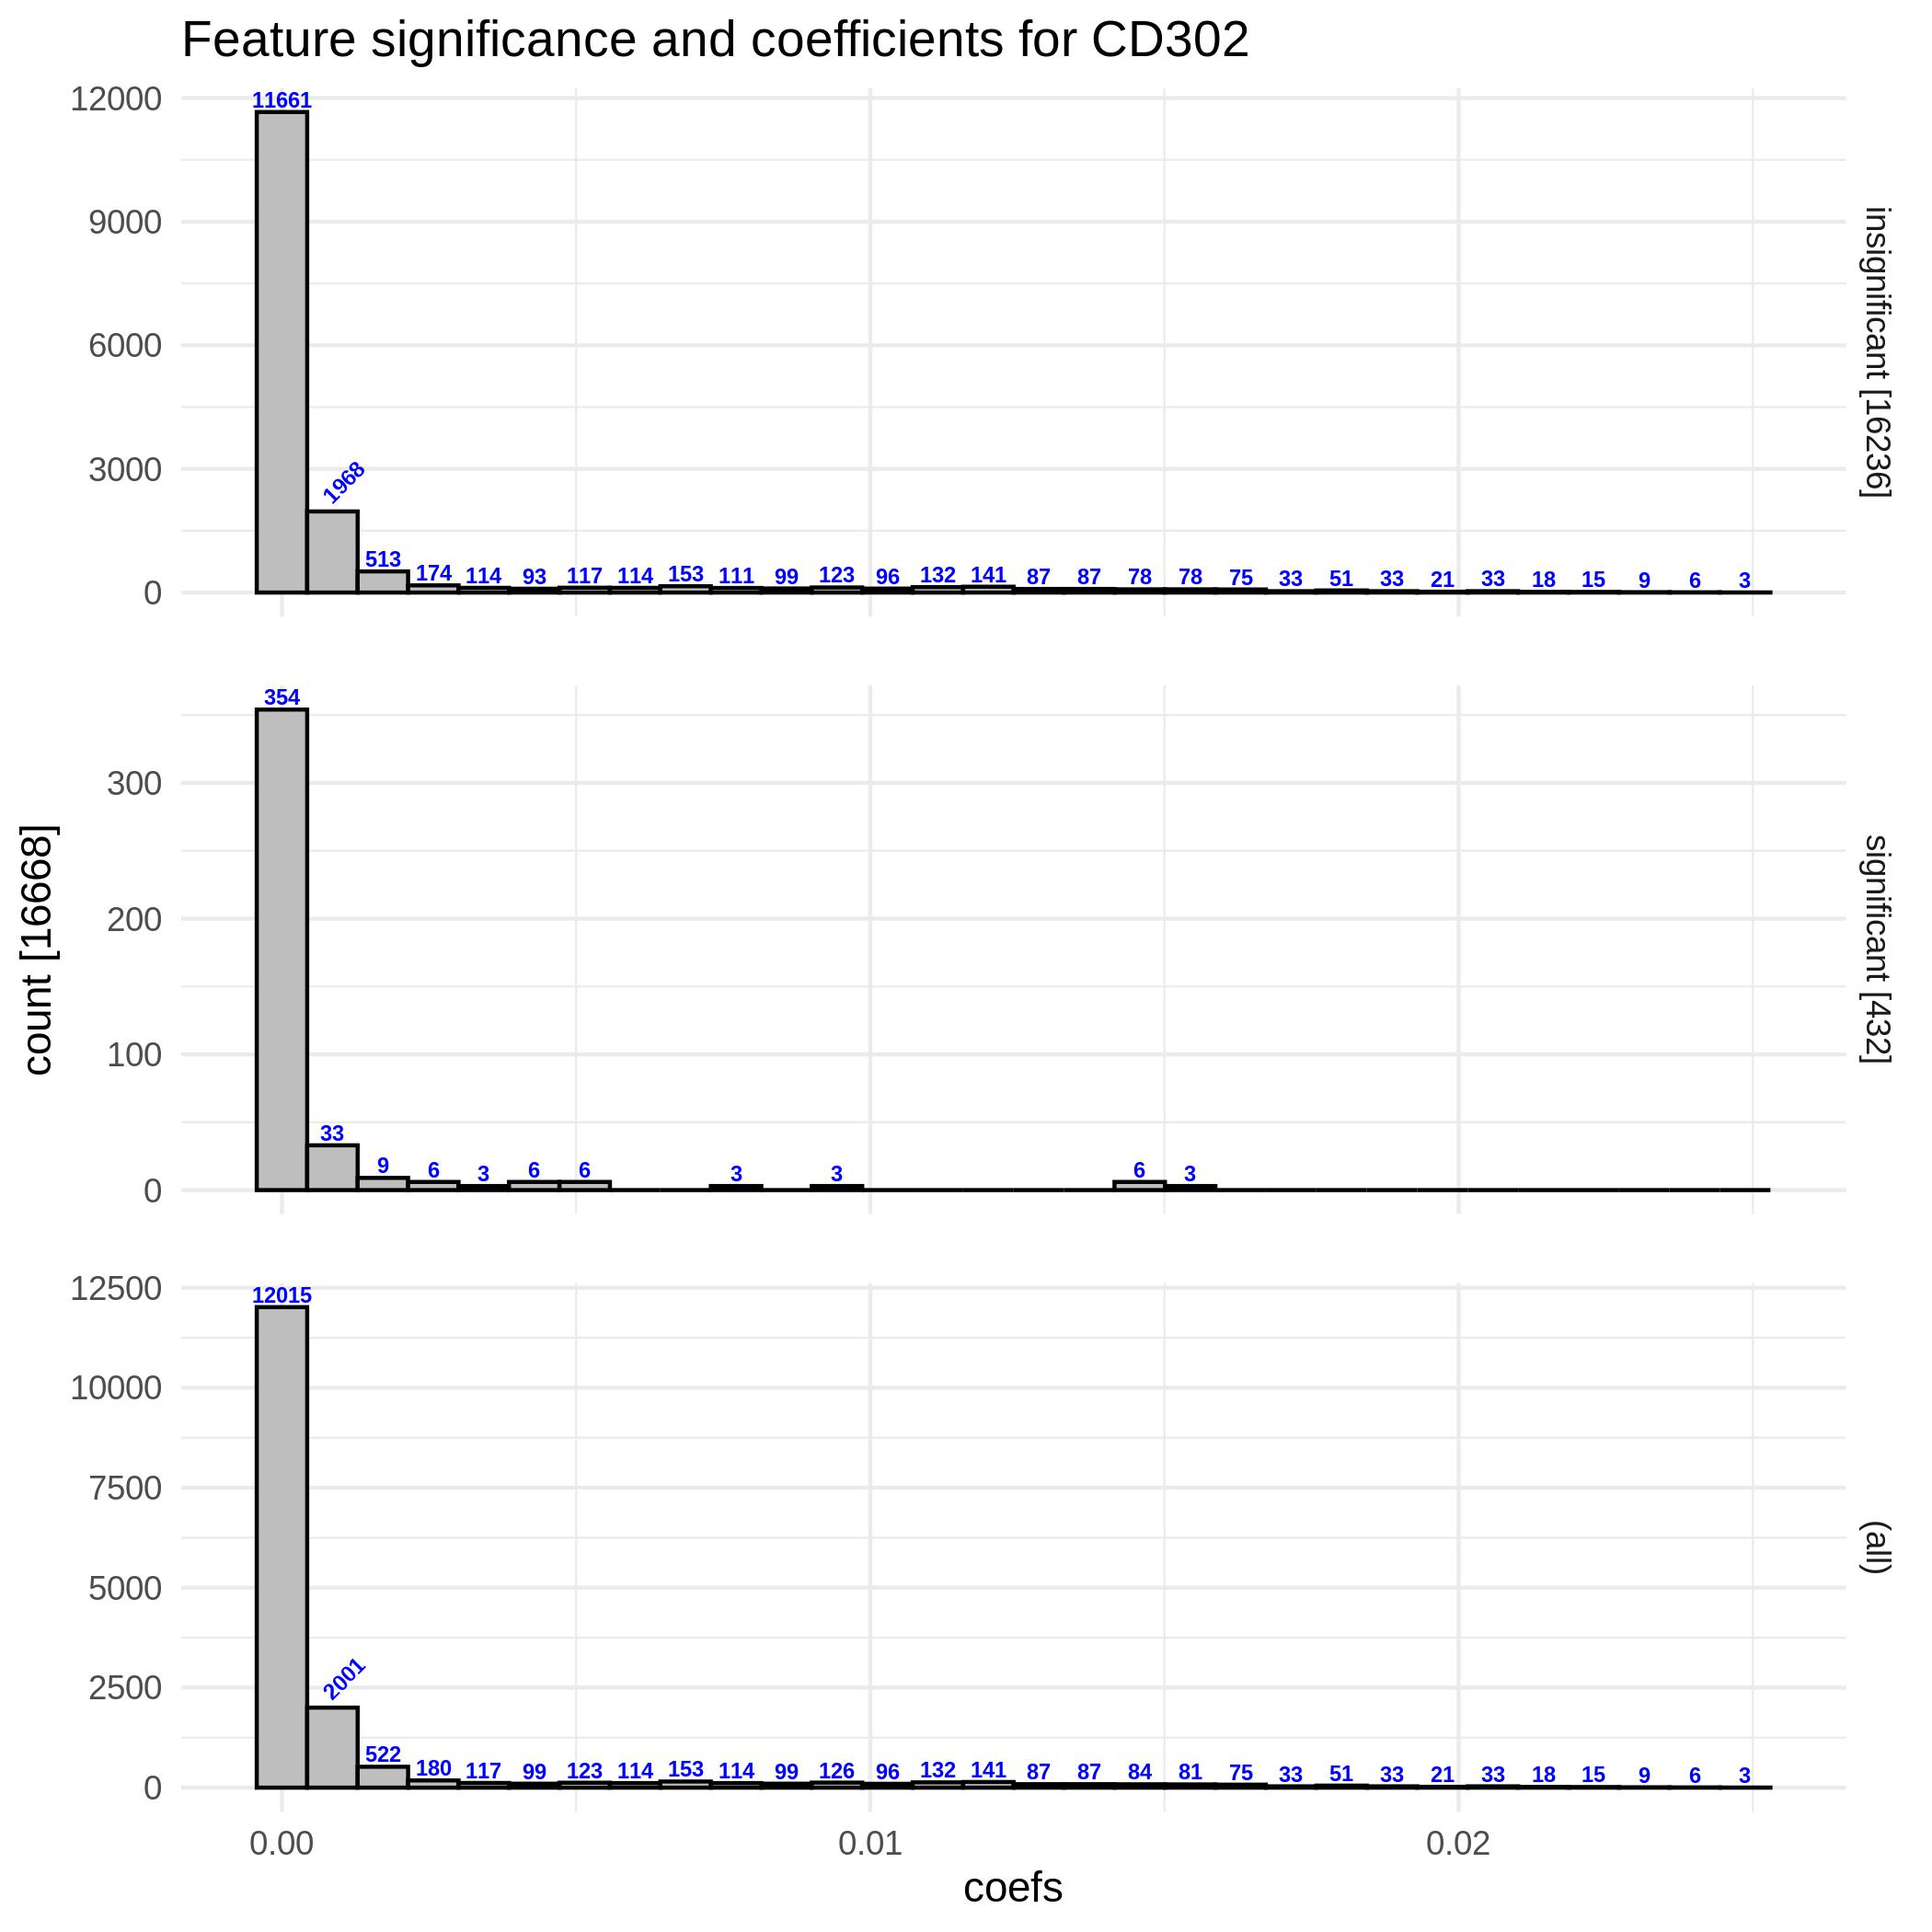 Feature significance and coefficients for CD302
count [16668]
12000
9000
6000
3000
0
11661
1968
513
174 114 93 117 114 153 111 99 123 96 132 141 87 87 78 78 75 33 51 33 21 33 18 15 9 6 3
insignificant [16236]
300
200
100
0
354
33
9 6 3 6 6 3 3 6 3
significant [432]
12500
10000
7500
5000
2500
0
12015
2001
522
180 117 99 123 114 153 114 99 126 96 132 141 87 87 84 81 75 33 51 33 21 33 18 15 9 6 3
(all)
0.00 0.01 0.02
coefs